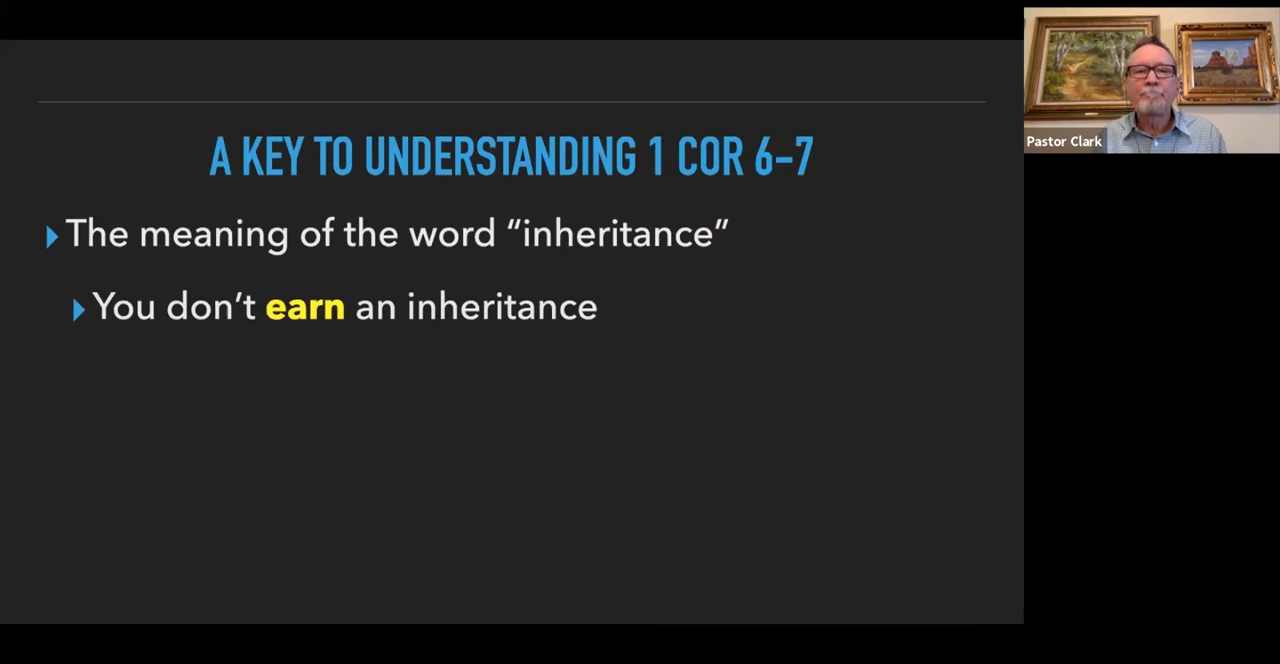 A KEY TO UNDERSTANDING 1 COR 6-7
The meaning of the word “inheritance”
You don’t earn an inheritance
Pastor Clark